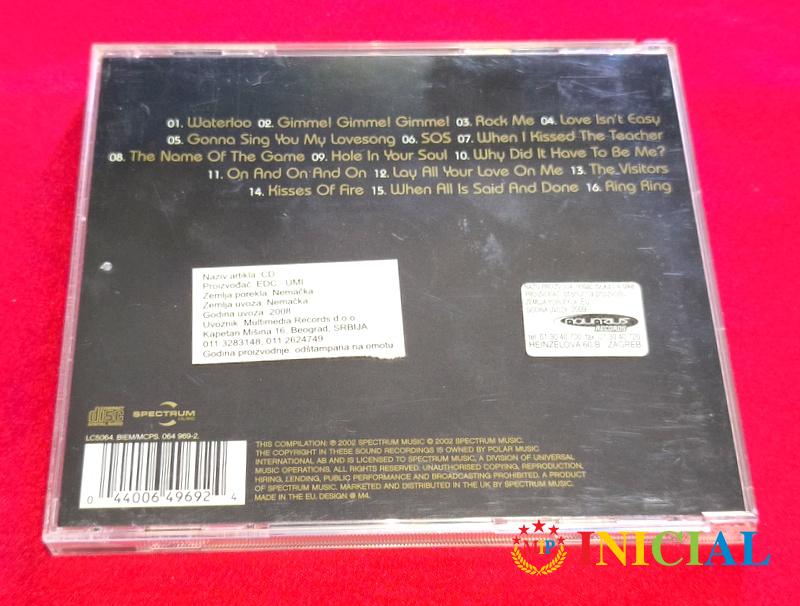 01. Waterloo 02. Gimme! Gimme! Gimme! 03. Rock Me 04. Love Isn't Easy
05. Gonna Sing You My Lovesong 06. SOS 07. When I Kissed The Teacher
08. The Name Of The Game 09. Hole In Your Soul 10. Why Did It Have To Be Me?
11. On And On And On 12. Lay All Your Love On Me 13. The Visitors
14. Kisses Of Fire 15. When All Is Said And Done 16. Ring Ring
Naziv artikla: CD
Proizvođač: EDC - UMI
Zemlja porekla: Nemačka
Zemlja uvoza: Nemačka
Godina uvoza: 2008
Uvoznik: Multimedia Records d.o.o.
Kapetan Mišina 16, Beograd, SRBIJA
011 3283148, 011 2624749
Godina proizvodnje: odštampana na omotu
AQUARIUS
RECORDS
HEINZELOVA 60 B ZAGREB
COMPACT
disc
DIGITAL AUDIO
SPECTRUM
MUSIC
LC5064. BIEM/MCPS. 064 969-2.
0 44006 49692 4
THIS COMPILATION: ℗ 2002 SPECTRUM MUSIC © 2002 SPECTRUM MUSIC.
THE COPYRIGHT IN THESE SOUND RECORDINGS IS OWNED BY POLAR MUSIC
INTERNATIONAL AB AND IS LICENSED TO SPECTRUM MUSIC, A DIVISION OF UNIVERSAL
MUSIC OPERATIONS. ALL RIGHTS RESERVED. UNAUTHORISED COPYING, REPRODUCTION,
HIRING, LENDING, PUBLIC PERFORMANCE AND BROADCASTING PROHIBITED. A PRODUCT
OF SPECTRUM MUSIC. MARKETED AND DISTRIBUTED IN THE UK BY SPECTRUM MUSIC.
MADE IN THE EU. DESIGN @ M4.
VIP INICIAL